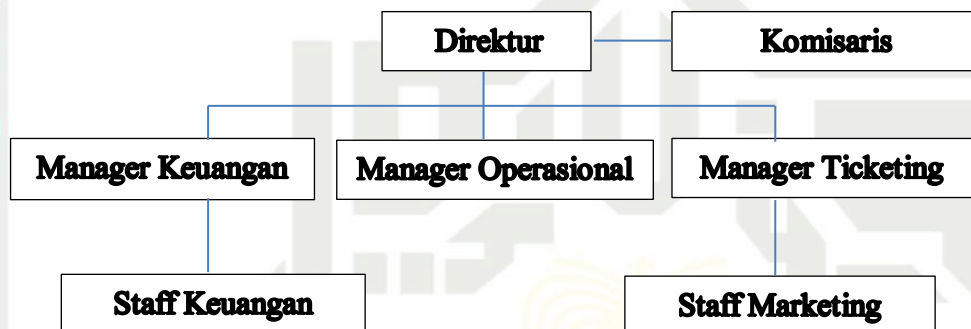 Direktur
Komisaris
Manager Keuangan
Manager Operasional
Manager Ticketing
Staff Keuangan
Staff Marketing